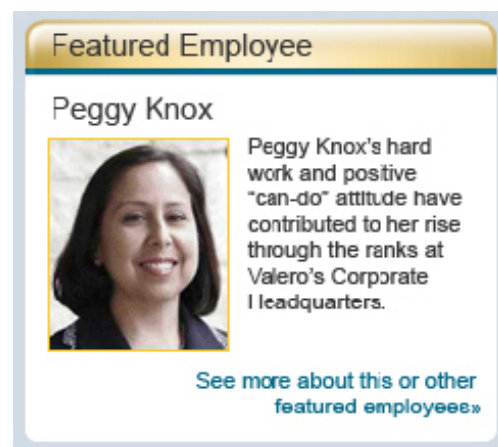 Featured Employee
Peggy Knox
Peggy Knox's hard
work and positive
"can-do" attitude have
contributed to her rise
through the ranks at
Valero's Corporate
Headquarters.
See more about this or other
featured employees»